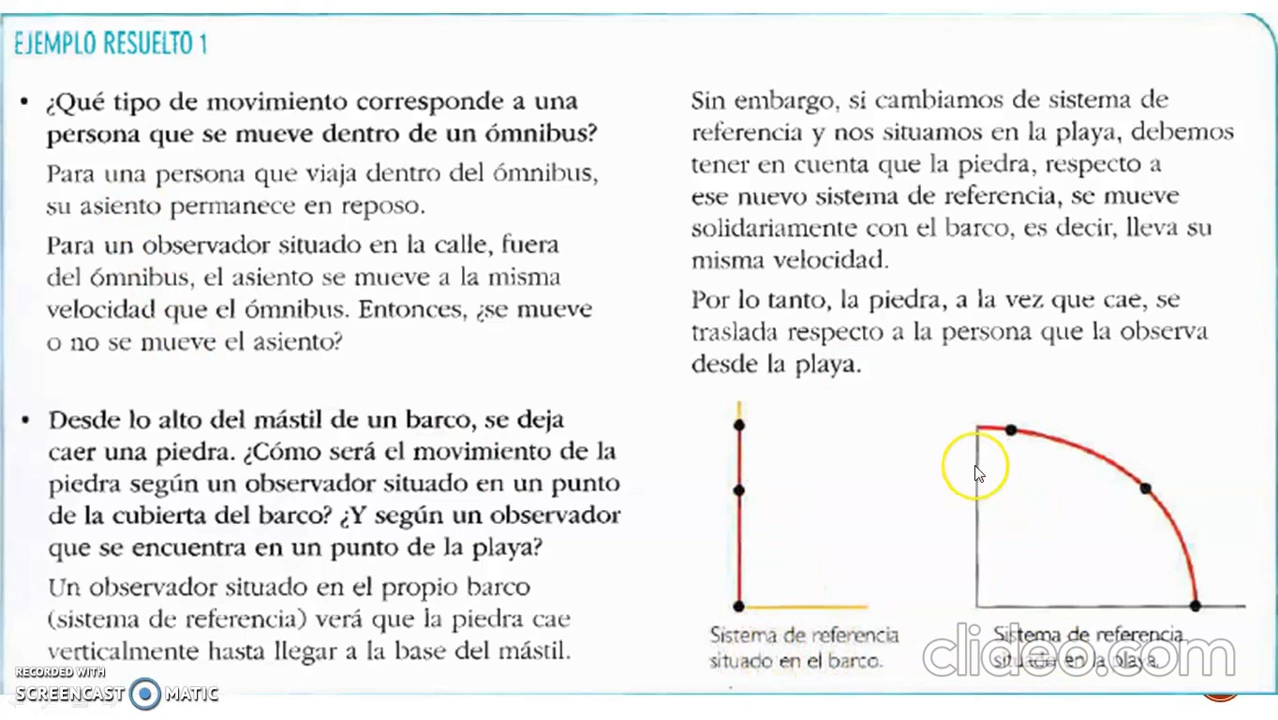 EJEMPLO RESUELTO 1
• ¿Qué tipo de movimiento corresponde a una
persona que se mueve dentro de un ómnibus?
Para una persona que viaja dentro del ómnibus,
su asiento permanece en reposo.
Para un observador situado en la calle, fuera
del ómnibus, el asiento se mueve a la misma
velocidad que el ómnibus. Entonces, ¿se mueve
o no se mueve el asiento?
• Desde lo alto del mástil de un barco, se deja
caer una piedra. ¿Cómo será el movimiento de la
piedra según un observador situado en un punto
de la cubierta del barco? ¿Y según un observador
que se encuentra en un punto de la playa?
Un observador situado en el propio barco
(sistema de referencia) verá que la piedra cae
verticalmente hasta llegar a la base del mástil.
Sin embargo, si cambiamos de sistema de
referencia y nos situamos en la playa, debemos
tener en cuenta que la piedra, respecto a
ese nuevo sistema de referencia, se mueve
solidariamente con el barco, es decir, lleva su
misma velocidad.
Por lo tanto, la piedra, a la vez que cae, se
traslada respecto a la persona que la observa
desde la playa.
Sistema de referencia
situado en el barco.
Sistema de referencia
situada en la playa.
clideo.com
RECORDED WITH
SCREENCAST MATIC